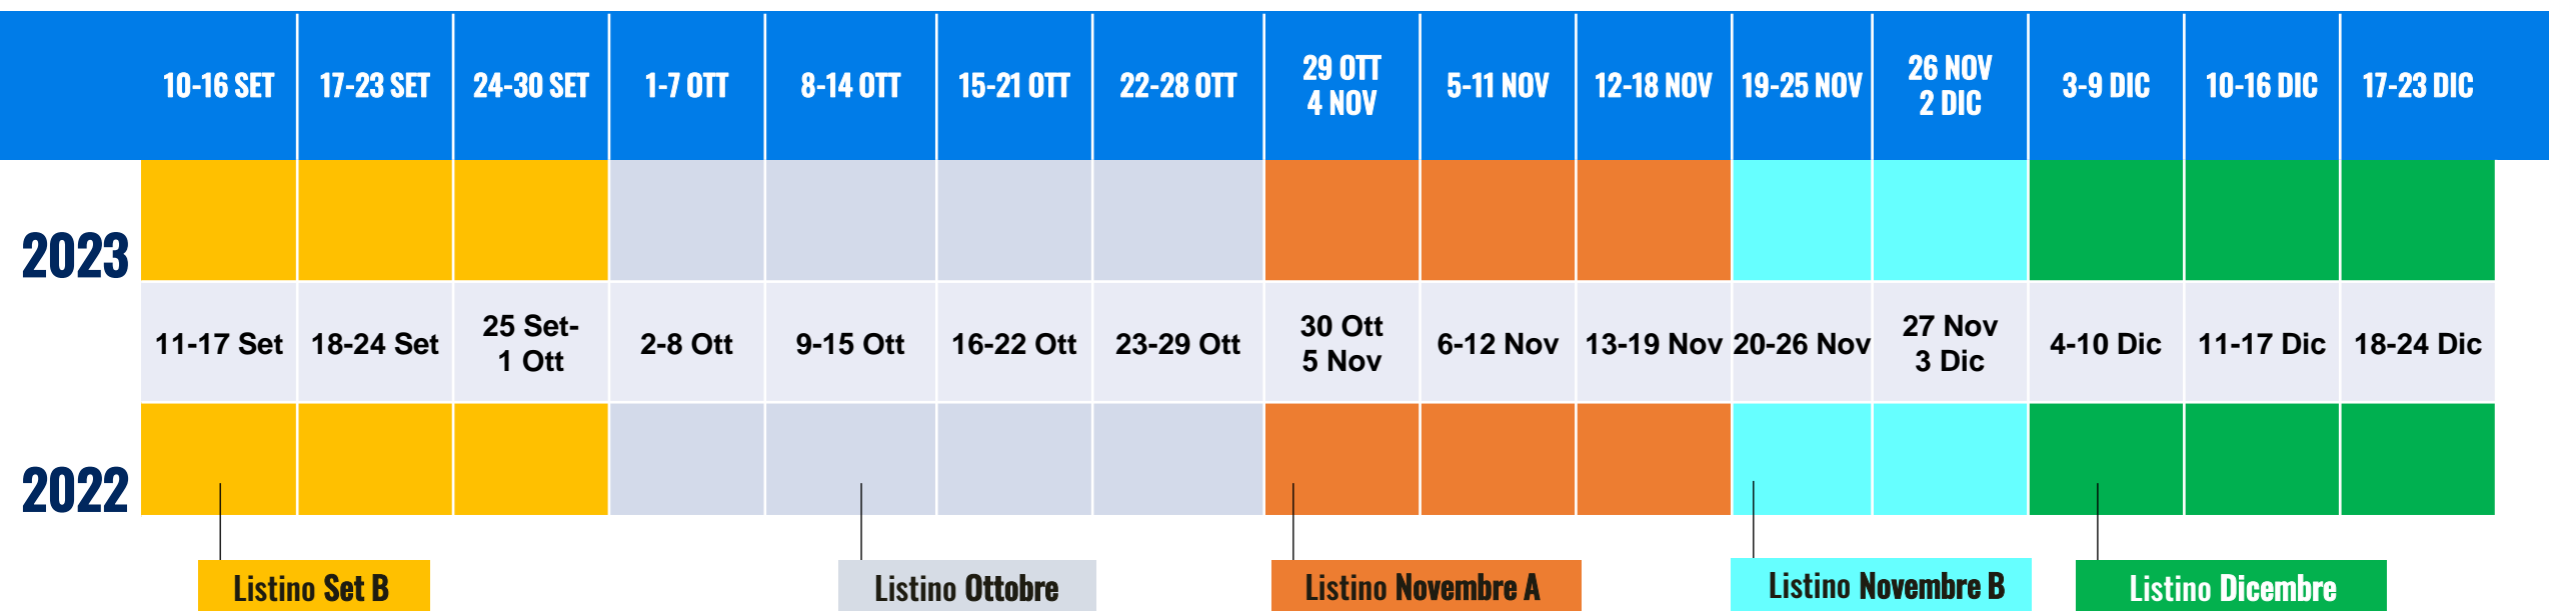 10-16 SET 17-23 SET 24-30 SET 1-7 OTT 8-14 OTT 15-21 OTT 22-28 OTT 29 OTT 4 NOV 5-11 NOV 12-18 NOV 19-25 NOV 26 NOV 2 DIC 3-9 DIC 10-16 DIC 17-23 DIC
2023
11-17 Set 18-24 Set 25 Set- 1 Ott 2-8 Ott 9-15 Ott 16-22 Ott 23-29 Ott 30 Ott 5 Nov 6-12 Nov 13-19 Nov 20-26 Nov 27 Nov 3 Dic 4-10 Dic 11-17 Dic 18-24 Dic
2022
Listino Set B Listino Ottobre Listino Novembre A Listino Novembre B Listino Dicembre